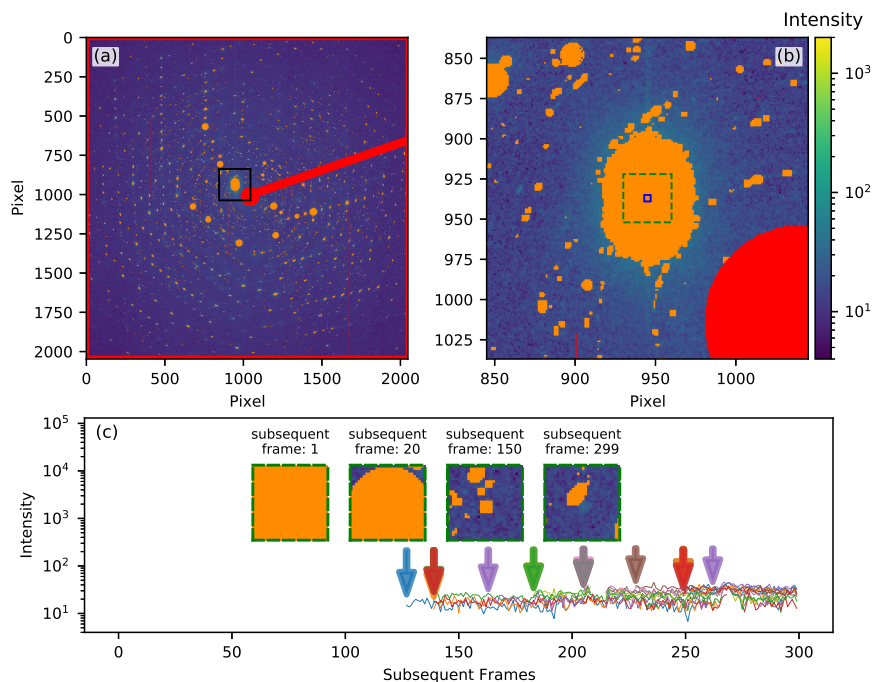 Intensity
(a)
(b)
0
250
500
750
1000
1250
1500
1750
2000
Pixel
0
500
1000
1500
2000
Pixel
850
875
900
925
950
975
1000
1025
850
900
950
1000
Pixel
10³
10²
10¹
(c)
subsequent
frame: 1
subsequent
frame: 20
subsequent
frame: 150
subsequent
frame: 299
10⁵
10⁴
10³
10²
10¹
Intensity
0
50
100
150
200
250
300
Subsequent Frames